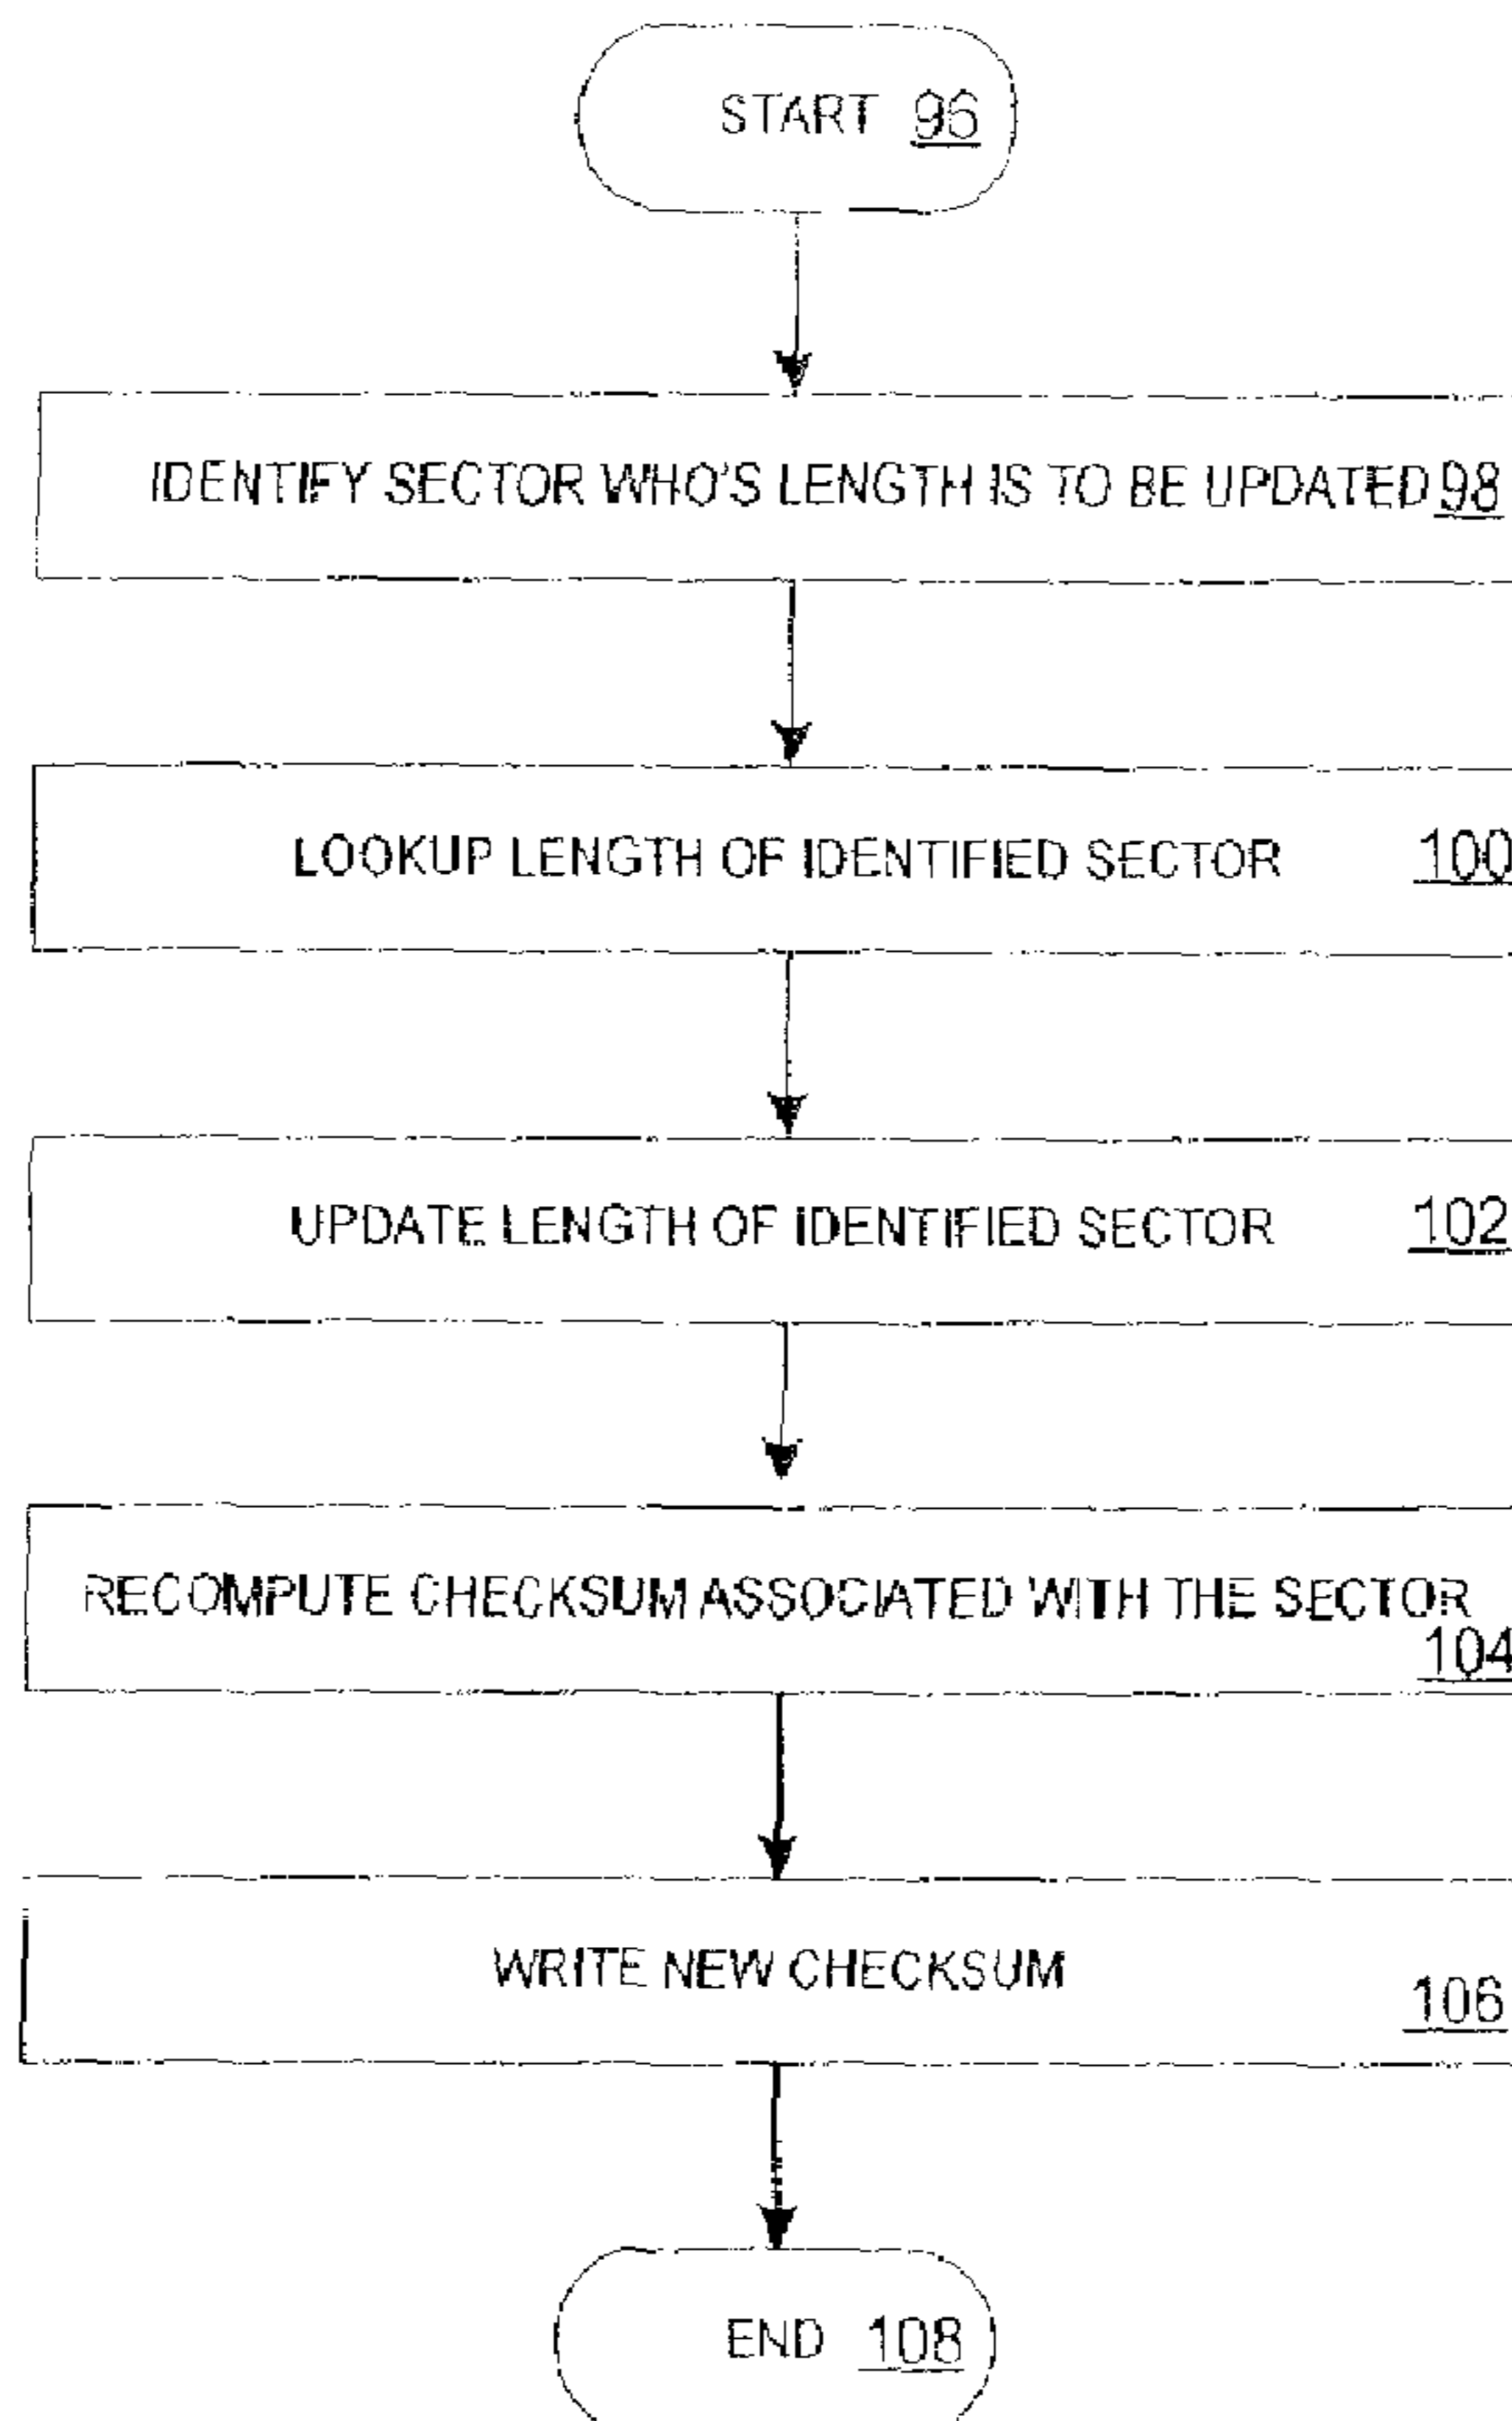 START 96
IDENTIFY SECTOR WHO'S LENGTH IS TO BE UPDATED 98
LOOKUP LENGTH OF IDENTIFIED SECTOR 100
UPDATE LENGTH OF IDENTIFIED SECTOR 102
RECOMPUTE CHECKSUM ASSOCIATED WITH THE SECTOR
104
WRITE NEW CHECKSUM
106
END 108